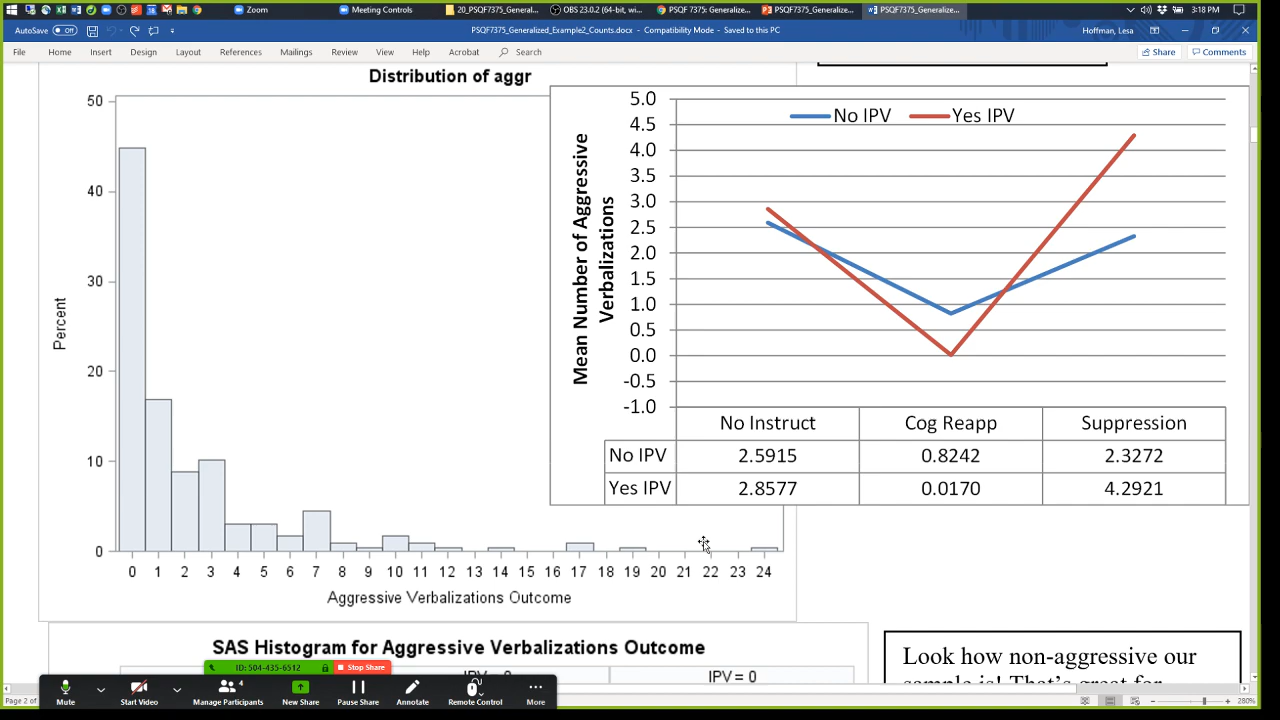 Zoom
Meeting Controls
20_PSQF7375_General...
OBS 23.0.2 (64-bit, wi...
PSQF 7375: Generalize...
PSQF7375_Generalize...
PSQF7375_Generalize...
3:18 PM
AutoSave Off
PSQF7375_Generalized_Example2_Counts.docx - Compatibility Mode - Saved to this PC
Hoffman, Lesa
File Home Insert Design Layout References Mailings Review View Help Acrobat Search
Share Comments
Distribution of aggr
Percent
50
40
30
20
10
0
0 1 2 3 4 5 6 7 8 9 10 11 12 13 14 15 16 17 18 19 20 21 22 23 24
Aggressive Verbalizations Outcome
Mean Number of Aggressive
Verbalizations
5.0
4.5
4.0
3.5
3.0
2.5
2.0
1.5
1.0
0.5
0.0
-0.5
-1.0
No IPV Yes IPV
No Instruct Cog Reapp Suppression
No IPV 2.5915 0.8242 2.3272
Yes IPV 2.8577 0.0170 4.2921
SAS Histogram for Aggressive Verbalizations Outcome
IPV = 0
Look how non-aggressive our
sample is! That's great for
ID: 504-435-6512
Stop Share
Mute
Start Video
4
Manage Participants
New Share
Pause Share
Annotate
Remote Control
More
Page 2 of
280%